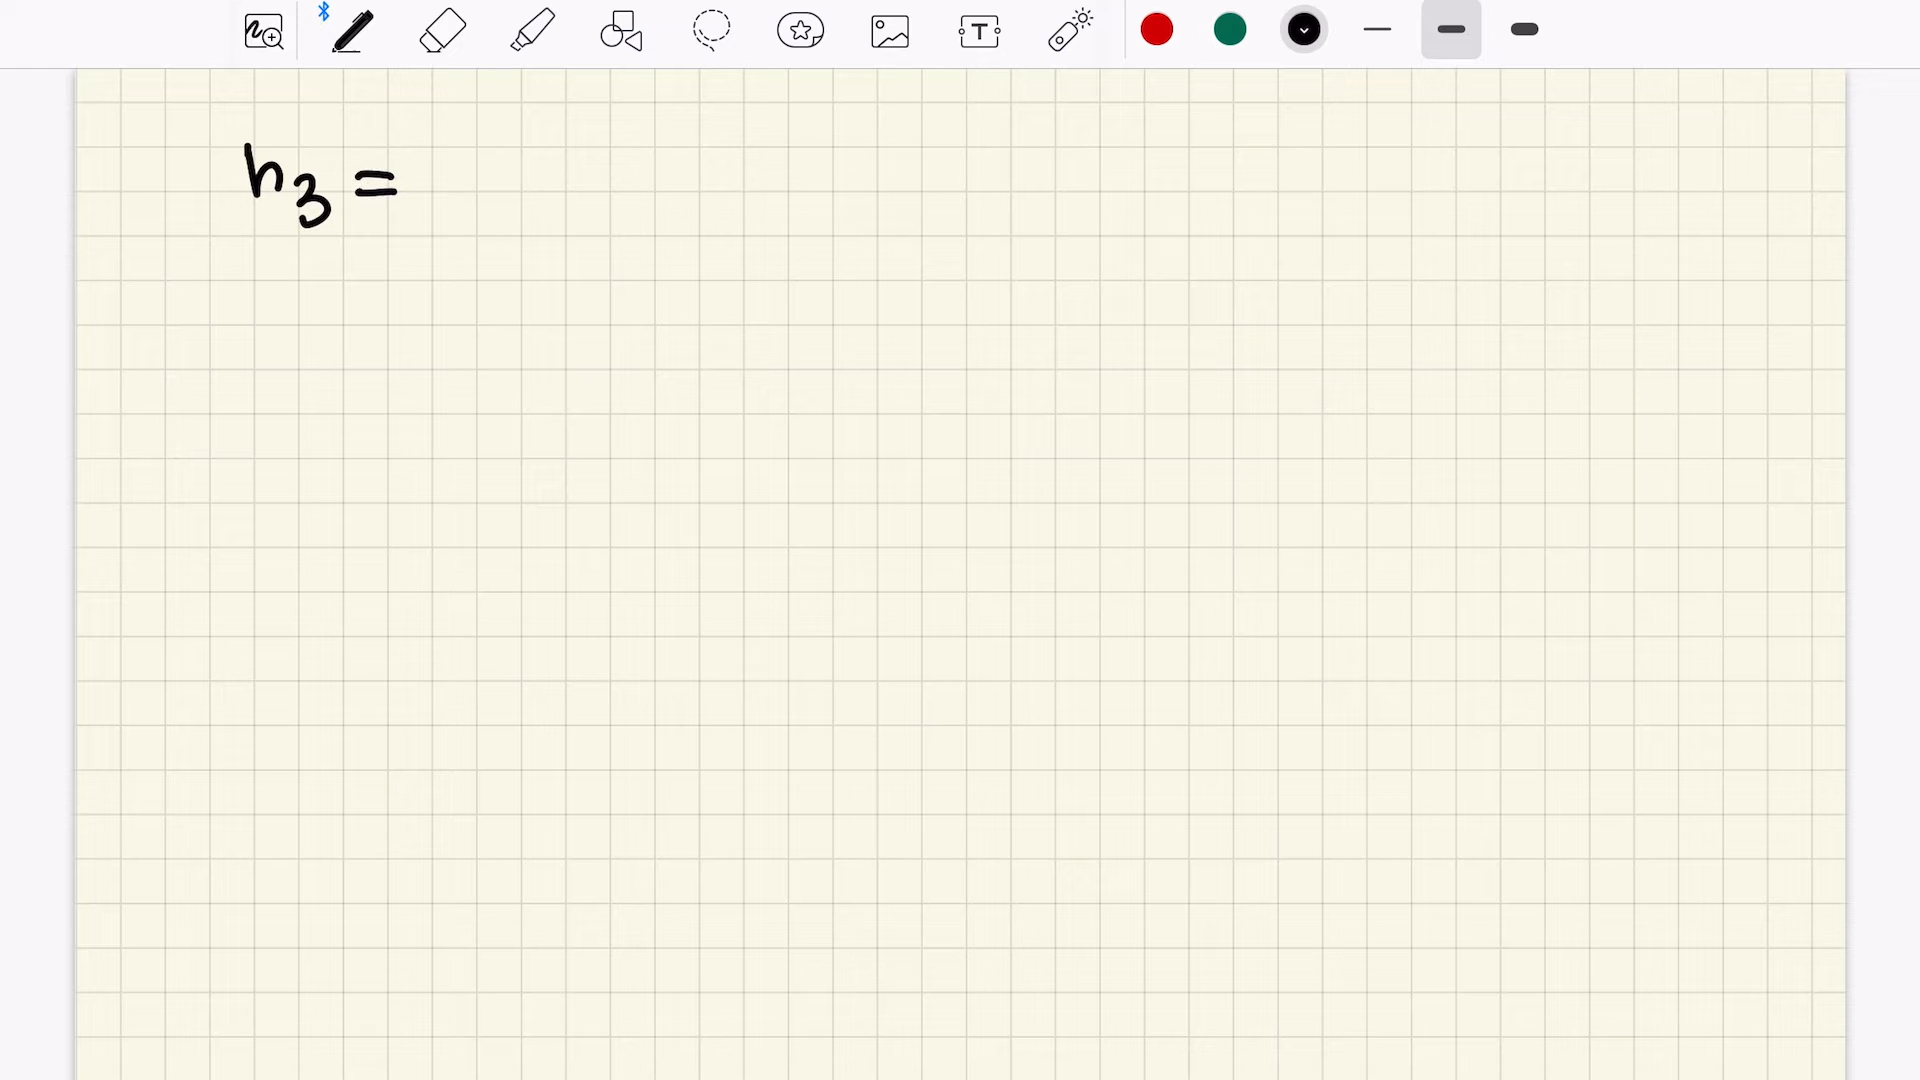 h₃ =